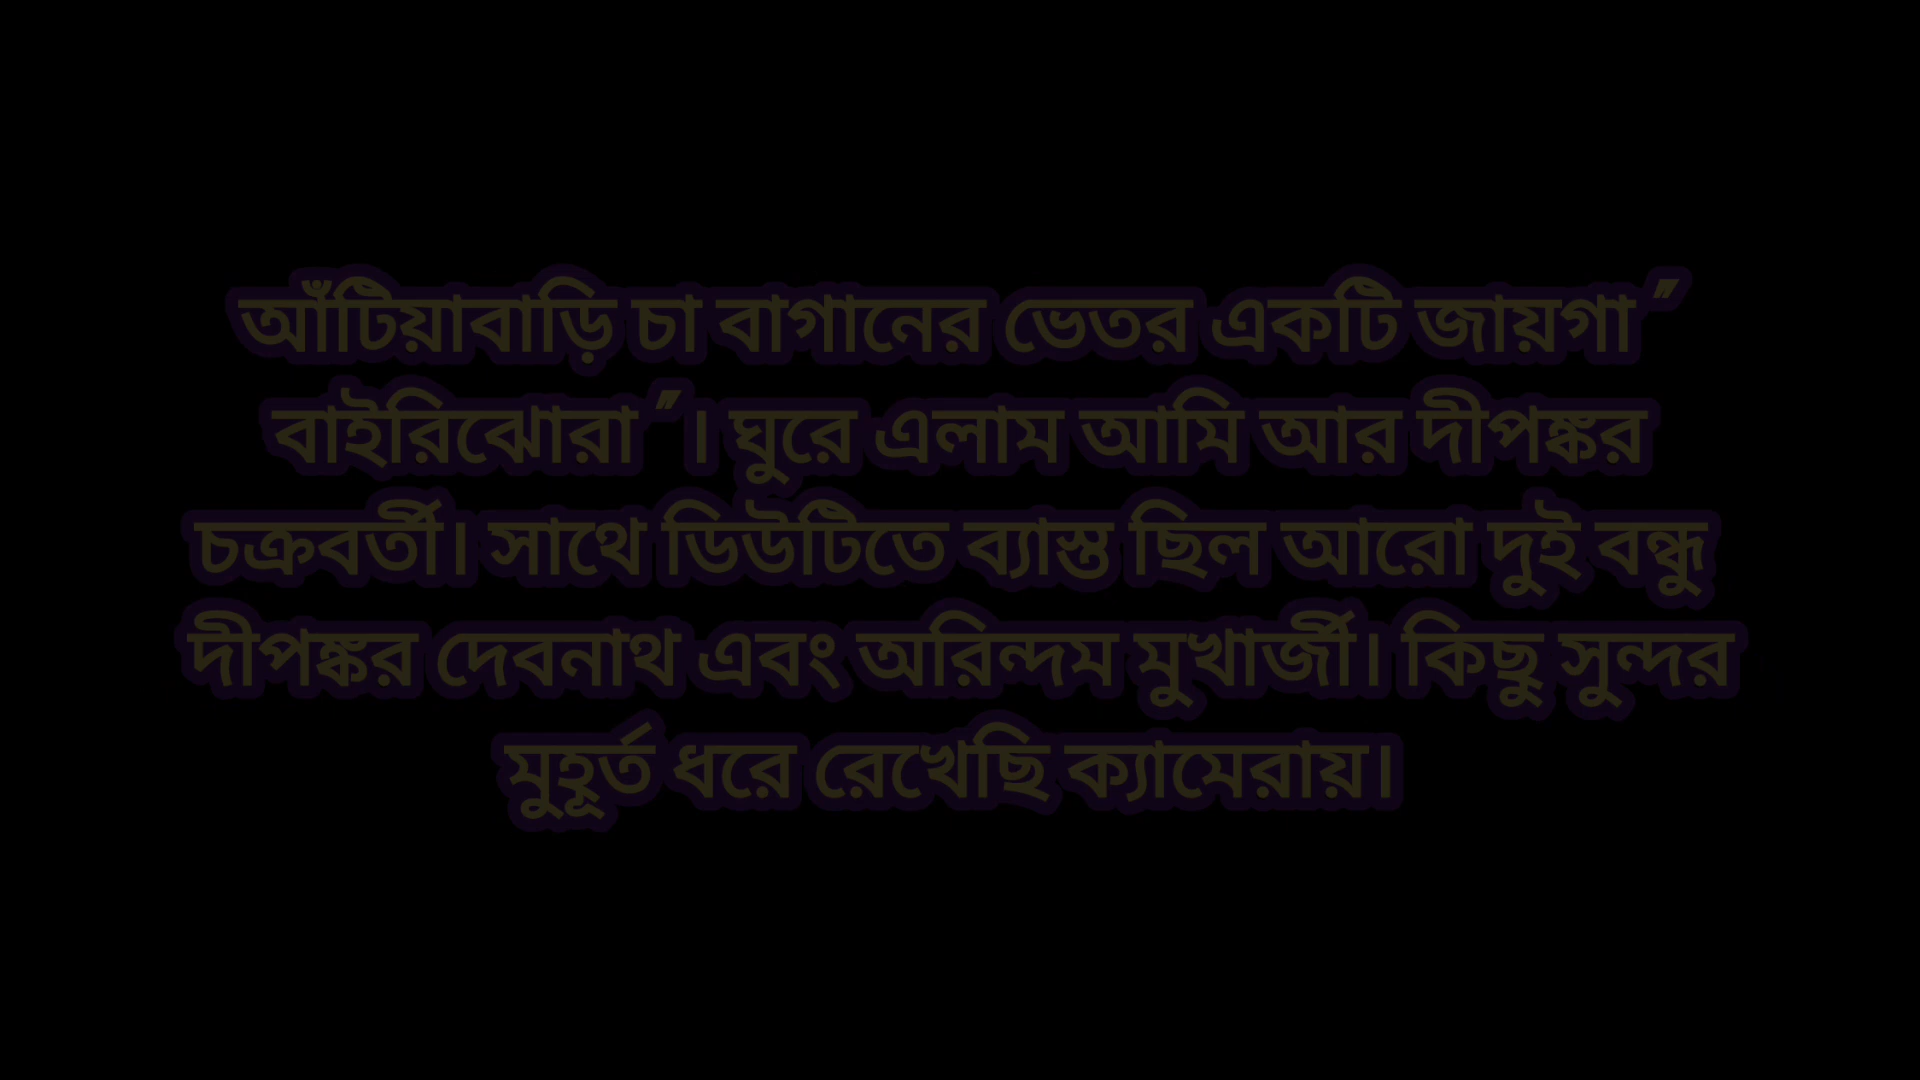 আঁটিয়াবাড়ি চা বাগানের ভেতর একটি জায়গা "
বাইরিঝোরা "। ঘুরে এলাম আমি আর দীপঙ্কর
চক্রবর্তী। সাথে ডিউটিতে ব্যাস্ত ছিল আরো দুই বন্ধু
দীপঙ্কর দেবনাথ এবং অরিন্দম মুখার্জী। কিছু সুন্দর
মুহূর্ত ধরে রেখেছি ক্যামেরায়।